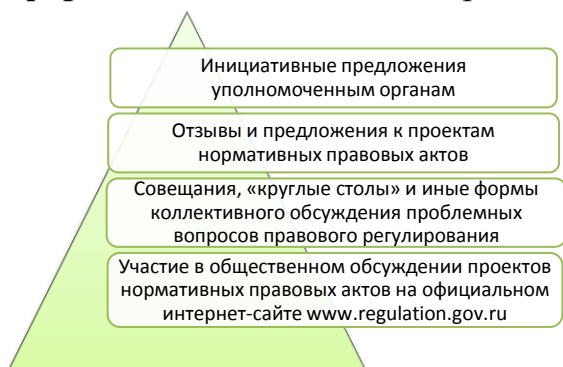 Инициативные предложения
уполномоченным органам
Отзывы и предложения к проектам
нормативных правовых актов
Совещания, «круглые столы» и иные формы
коллективного обсуждения проблемных
вопросов правового регулирования
Участие в общественном обсуждении проектов
нормативных правовых актов на официальном
интернет-сайте www.regulation.gov.ru